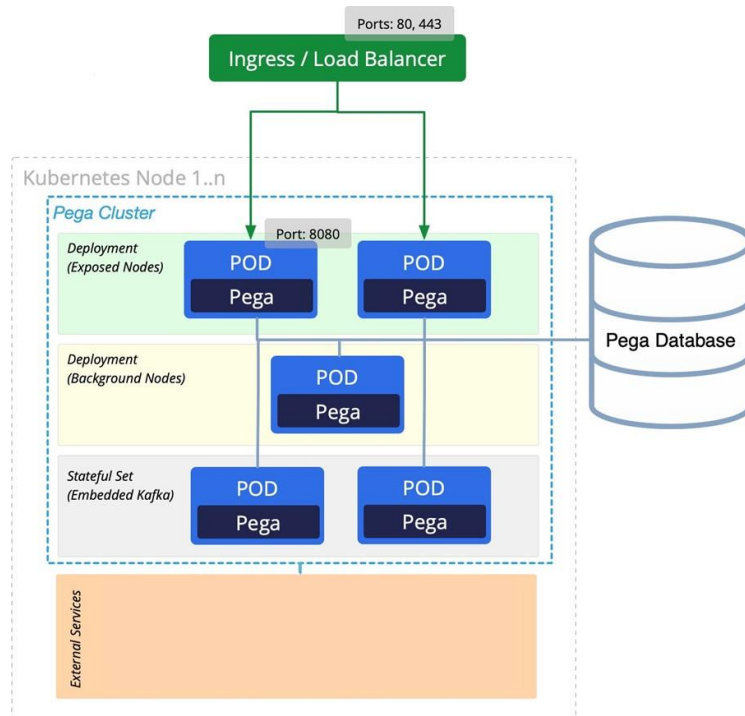 Ports: 80, 443
Ingress / Load Balancer
Kubernetes Node 1..n
Pega Cluster
Port: 8080
Deployment
(Exposed Nodes)
POD
Pega
POD
Pega
Pega Database
Deployment
(Background Nodes)
POD
Pega
Stateful Set
(Embedded Kafka)
POD
Pega
POD
Pega
External Services